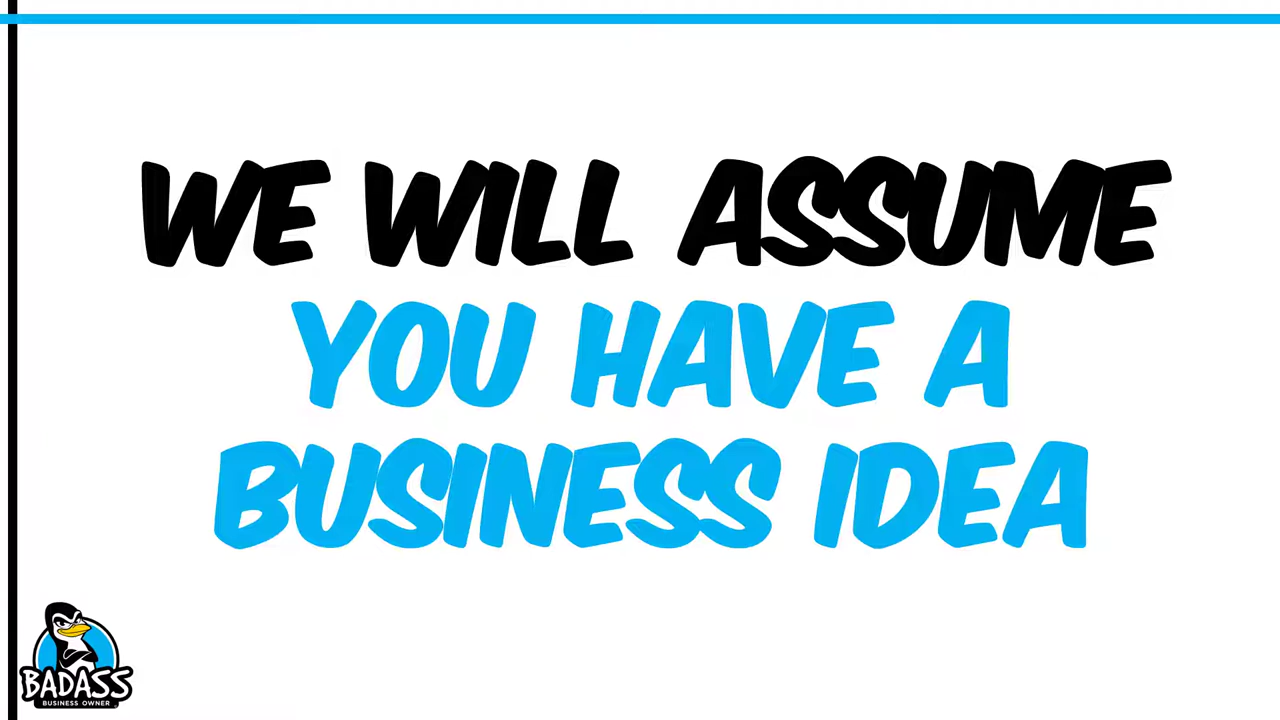 WE WILL ASSUME
YOU HAVE A
BUSINESS IDEA
BADASS
BUSINESS OWNER